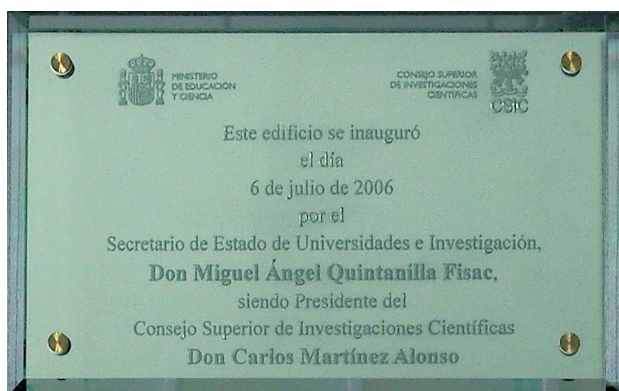 MINISTERIO
DE EDUCACIÓN
Y CIENCIA
CONSEJO SUPERIOR
DE INVESTIGACIONES
CIENTÍFICAS
CSIC
Este edificio se inauguró
el día
6 de julio de 2006
por el
Secretario de Estado de Universidades e Investigación,
Don Miguel Ángel Quintanilla Fisac,
siendo Presidente del
Consejo Superior de Investigaciones Científicas
Don Carlos Martínez Alonso